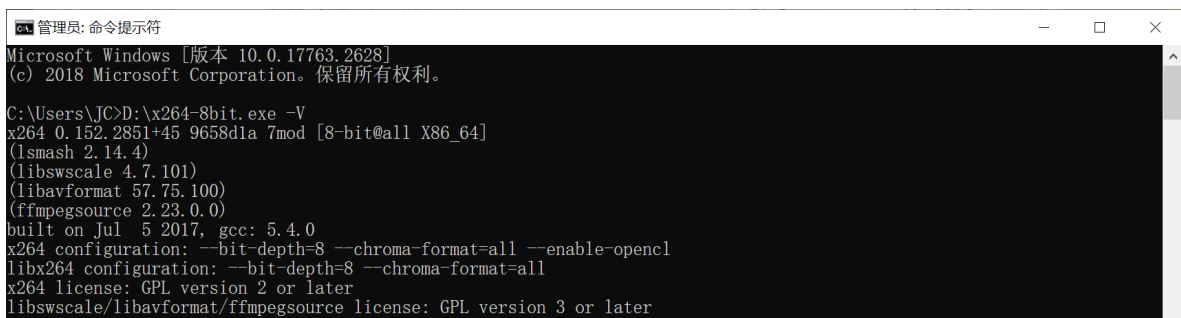 管理员: 命令提示符
Microsoft Windows [版本 10.0.17763.2628]
(c) 2018 Microsoft Corporation。保留所有权利。
C:\Users\JC>D:\x264-8bit.exe -V
x264 0.152.2851+45 9658d1a 7mod [8-bit@all X86_64]
(lsmash 2.14.4)
(libswscale 4.7.101)
(libavformat 57.75.100)
(ffmpegsource 2.23.0.0)
built on Jul  5 2017, gcc: 5.4.0
x264 configuration: --bit-depth=8 --chroma-format=all --enable-opencl
libx264 configuration: --bit-depth=8 --chroma-format=all
x264 license: GPL version 2 or later
libswscale/libavformat/ffmpegsource license: GPL version 3 or later